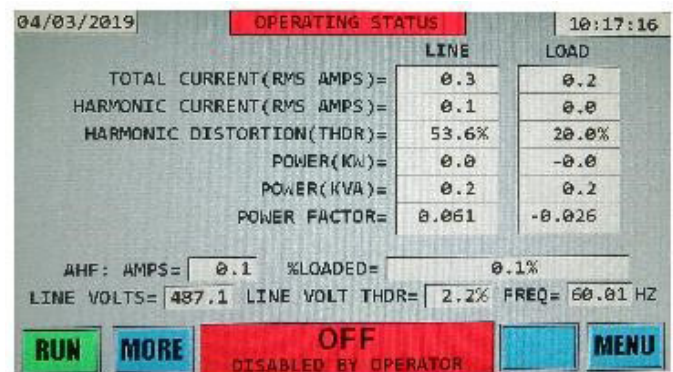 04/03/2019 OPERATING STATUS 10:17:16
LINE LOAD
TOTAL CURRENT(RMS AMPS)= 0.3 0.2
HARMONIC CURRENT(RMS AMPS)= 0.1 0.0
HARMONIC DISTORTION(THDR)= 53.6% 20.0%
POWER(KW)= 0.0 -0.0
POWER(KVA)= 0.2 0.2
POWER FACTOR= 0.061 -0.026
AHF: AMPS= 0.1 %LOADED= 0.1%
LINE VOLTS= 487.1 LINE VOLT THDR= 2.2% FREQ= 60.01 HZ
RUN MORE OFF MENU
DISABLED BY OPERATOR